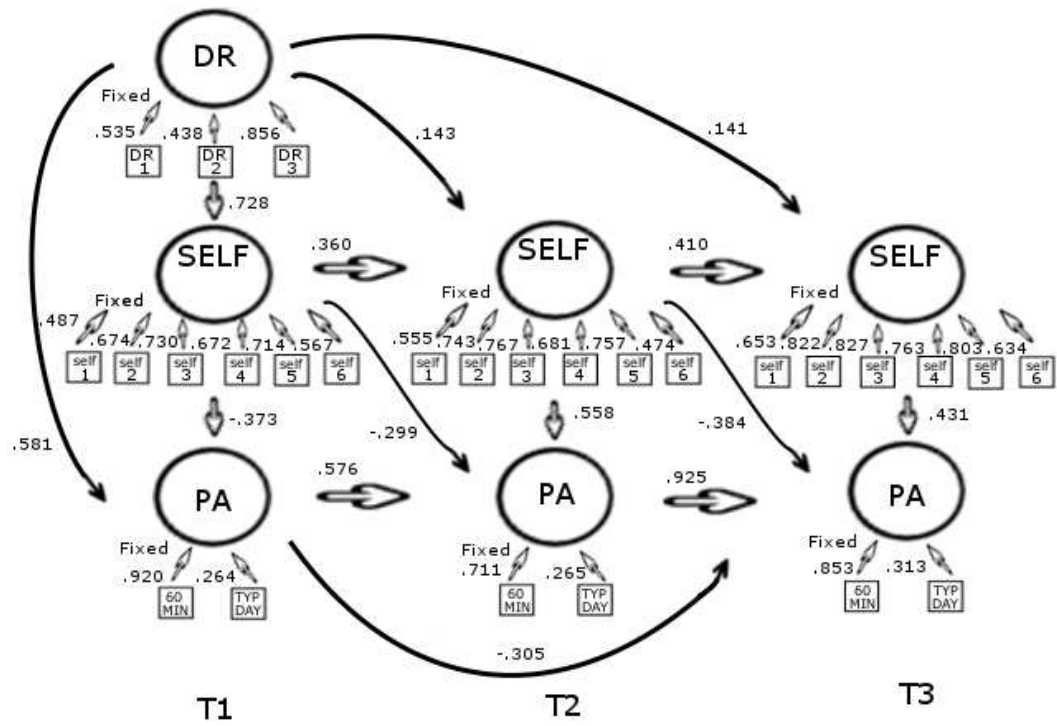 DR
Fixed
.535 .438 .856
DR 1 DR 2 DR 3
.143
.141
.728
SELF
.360
SELF
.410
SELF
Fixed
Fixed
Fixed
.487 .674 .730 .672 .714 .567
.555 .743 .767 .681 .757 .474
.653 .822 .827 .763 .803 .634
self 1 self 2 self 3 self 4 self 5 self 6
self 1 self 2 self 3 self 4 self 5 self 6
self 1 self 2 self 3 self 4 self 5 self 6
-.373
-.299
.558
-.384
.431
.581
PA
.576
PA
.925
PA
Fixed
Fixed
Fixed
.920 .264
.711 .265
.853 .313
60 MIN TYP DAY
60 MIN TYP DAY
60 MIN TYP DAY
-.305
T1 T2 T3